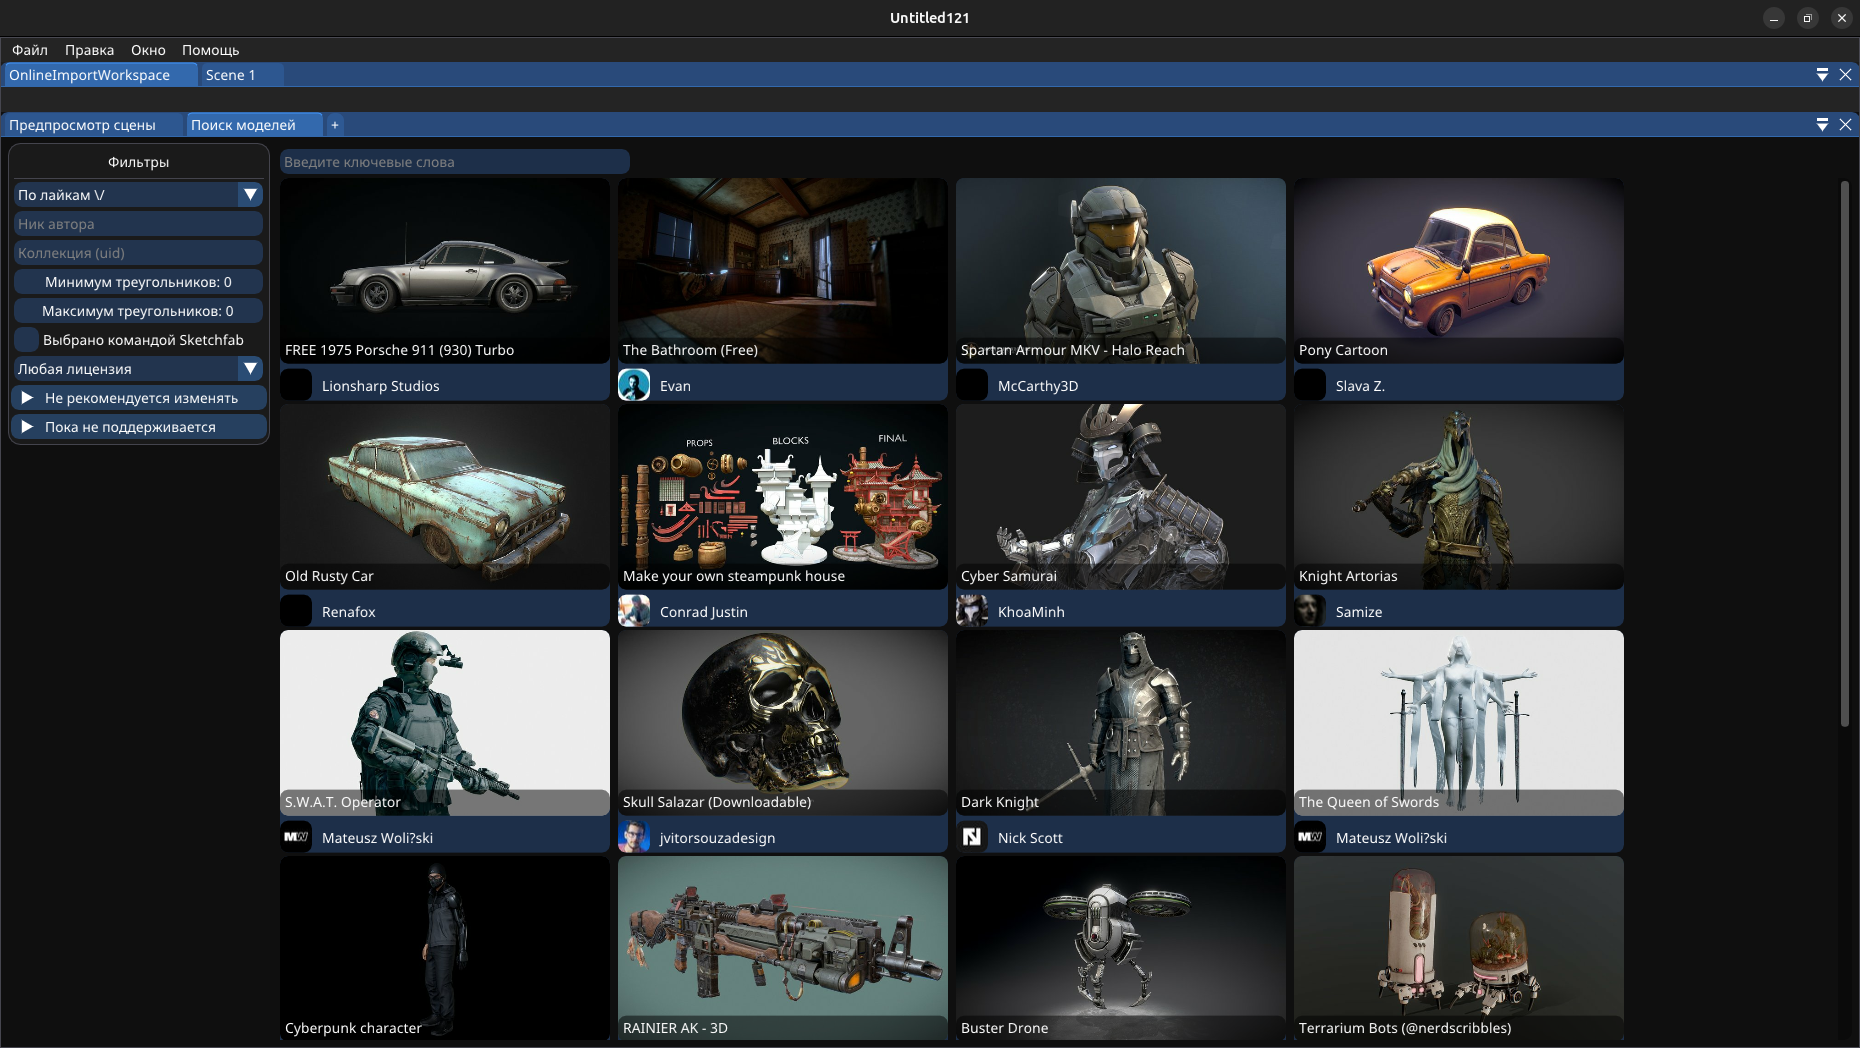 Untitled121
Файл Правка Окно Помощь
OnlineImportWorkspace Scene 1
Предпросмотр сцены Поиск моделей +
Фильтры
По лайкам \/
Ник автора
Коллекция (uid)
Минимум треугольников: 0
Максимум треугольников: 0
Выбрано командой Sketchfab
Любая лицензия
Не рекомендуется изменять
Пока не поддерживается
Введите ключевые слова
FREE 1975 Porsche 911 (930) Turbo
Lionsharp Studios
The Bathroom (Free)
Evan
Spartan Armour MKV - Halo Reach
McCarthy3D
Pony Cartoon
Slava Z.
Old Rusty Car
Renafox
PROPS BLOCKS FINAL
Make your own steampunk house
Conrad Justin
Cyber Samurai
KhoaMinh
Knight Artorias
Samize
S.W.A.T. Operator
MW Mateusz Woli?ski
Skull Salazar (Downloadable)
jvitorsouzadesign
Dark Knight
Nick Scott
The Queen of Swords
MW Mateusz Woli?ski
Cyberpunk character
RAINIER AK - 3D
Buster Drone
Terrarium Bots (@nerdscribbles)